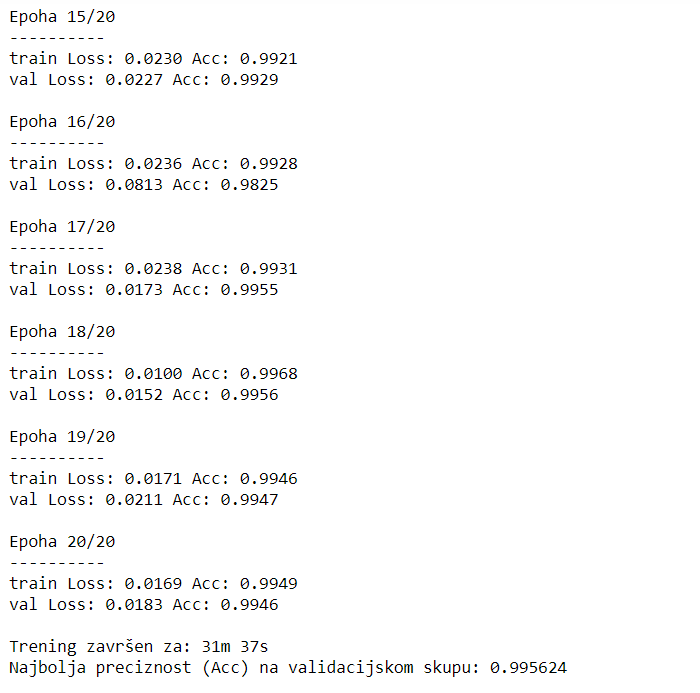 Epoha 15/20
----------
train Loss: 0.0230 Acc: 0.9921
val Loss: 0.0227 Acc: 0.9929
Epoha 16/20
----------
train Loss: 0.0236 Acc: 0.9928
val Loss: 0.0813 Acc: 0.9825
Epoha 17/20
----------
train Loss: 0.0238 Acc: 0.9931
val Loss: 0.0173 Acc: 0.9955
Epoha 18/20
----------
train Loss: 0.0100 Acc: 0.9968
val Loss: 0.0152 Acc: 0.9956
Epoha 19/20
----------
train Loss: 0.0171 Acc: 0.9946
val Loss: 0.0211 Acc: 0.9947
Epoha 20/20
----------
train Loss: 0.0169 Acc: 0.9949
val Loss: 0.0183 Acc: 0.9946
Trening završen za: 31m 37s
Najbolja preciznost (Acc) na validacijskom skupu: 0.995624